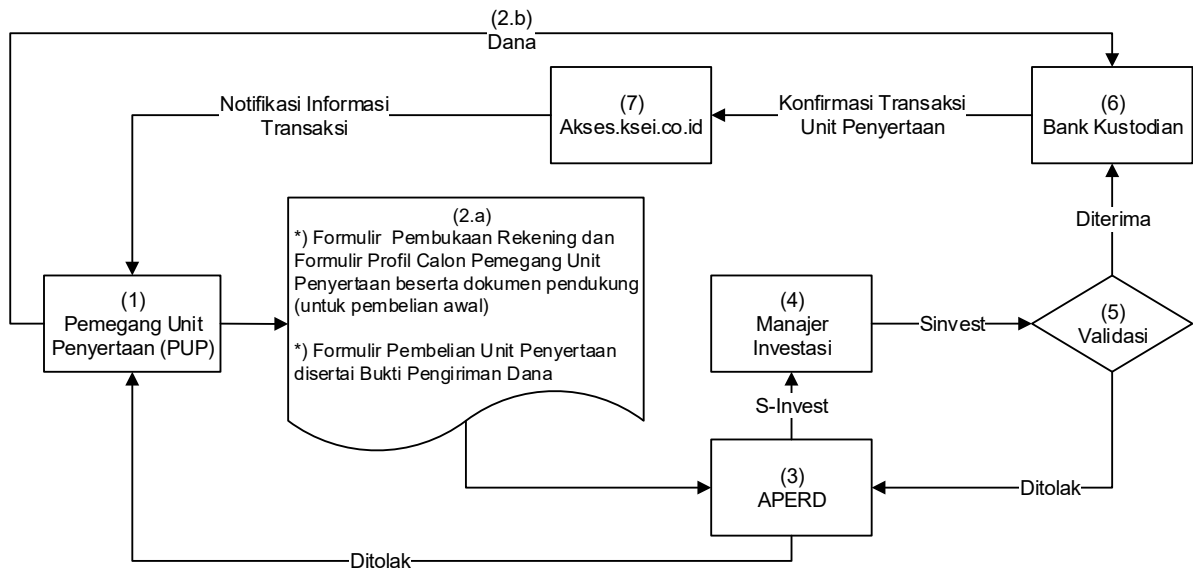 (2.b)
Dana
(7)
Akses.ksei.co.id
(6)
Bank Kustodian
Notifikasi Informasi
Transaksi
Konfirmasi Transaksi
Unit Penyertaan
(2.a)
*) Formulir Pembukaan Rekening dan
Formulir Profil Calon Pemegang Unit
Penyertaan beserta dokumen pendukung
(untuk pembelian awal)
*) Formulir Pembelian Unit Penyertaan
disertai Bukti Pengiriman Dana
Diterima
(1)
Pemegang Unit
Penyertaan (PUP)
(4)
Manajer
Investasi
Sinvest
(5)
Validasi
S-Invest
(3)
APERD
Ditolak
Ditolak